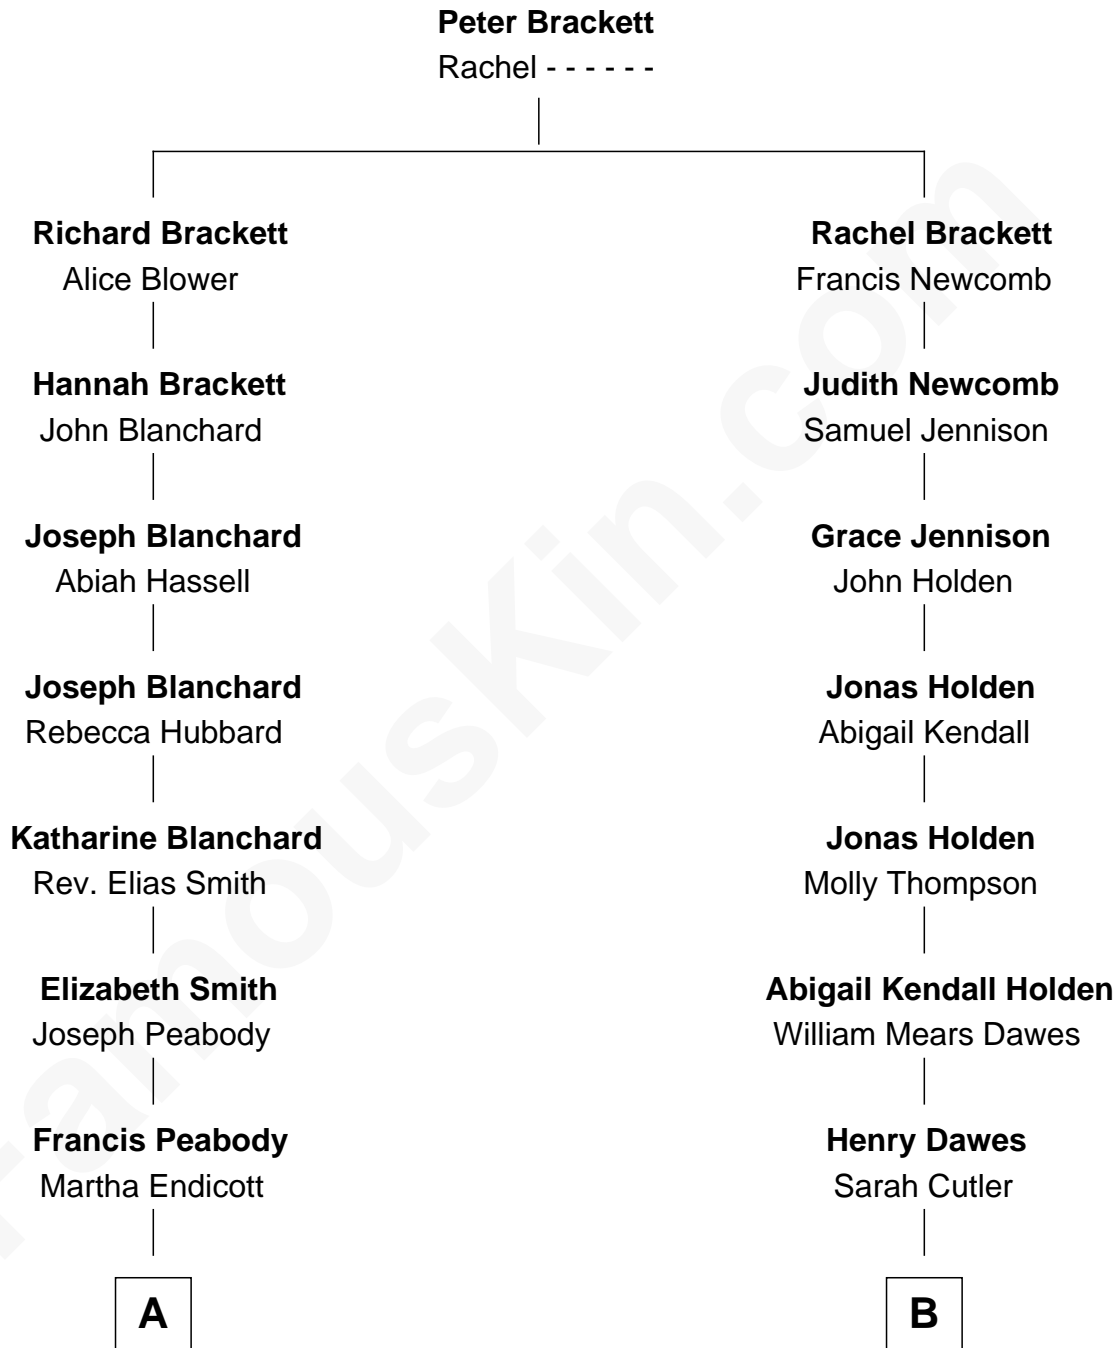 Peter Brackett
Rachel - - - - - -
Richard Brackett
Alice Blower
Rachel Brackett
Francis Newcomb
Hannah Brackett
John Blanchard
Judith Newcomb
Samuel Jennison
Joseph Blanchard
Abiah Hassell
Grace Jennison
John Holden
Joseph Blanchard
Rebecca Hubbard
Jonas Holden
Abigail Kendall
Katharine Blanchard
Rev. Elias Smith
Jonas Holden
Molly Thompson
Elizabeth Smith
Joseph Peabody
Abigail Kendall Holden
William Mears Dawes
Francis Peabody
Martha Endicott
Henry Dawes
Sarah Cutler
A
B
FamousKin.com